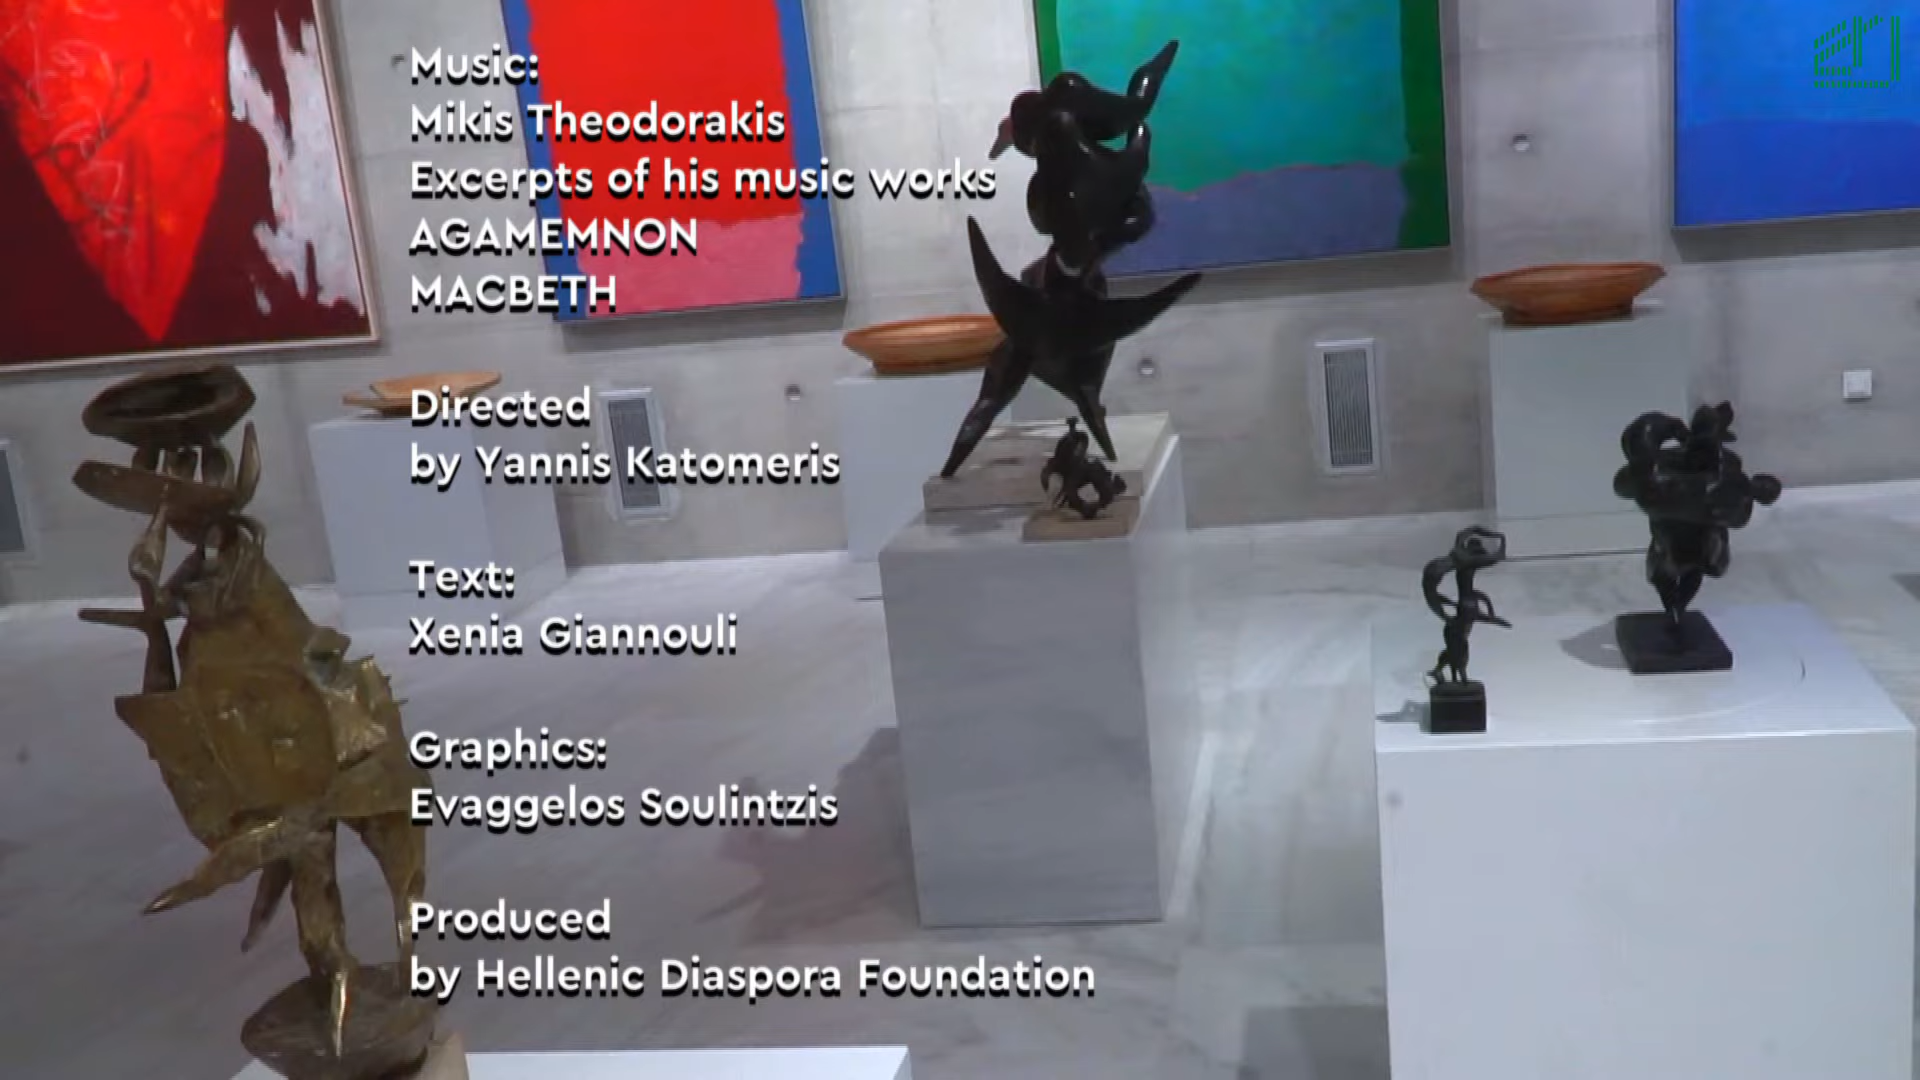 Music:
Mikis Theodorakis
Excerpts of his music works
AGAMEMNON
MACBETH
Directed
by Yannis Katomeris
Text:
Xenia Giannouli
Graphics:
Evaggelos Soulintzis
Produced
by Hellenic Diaspora Foundation